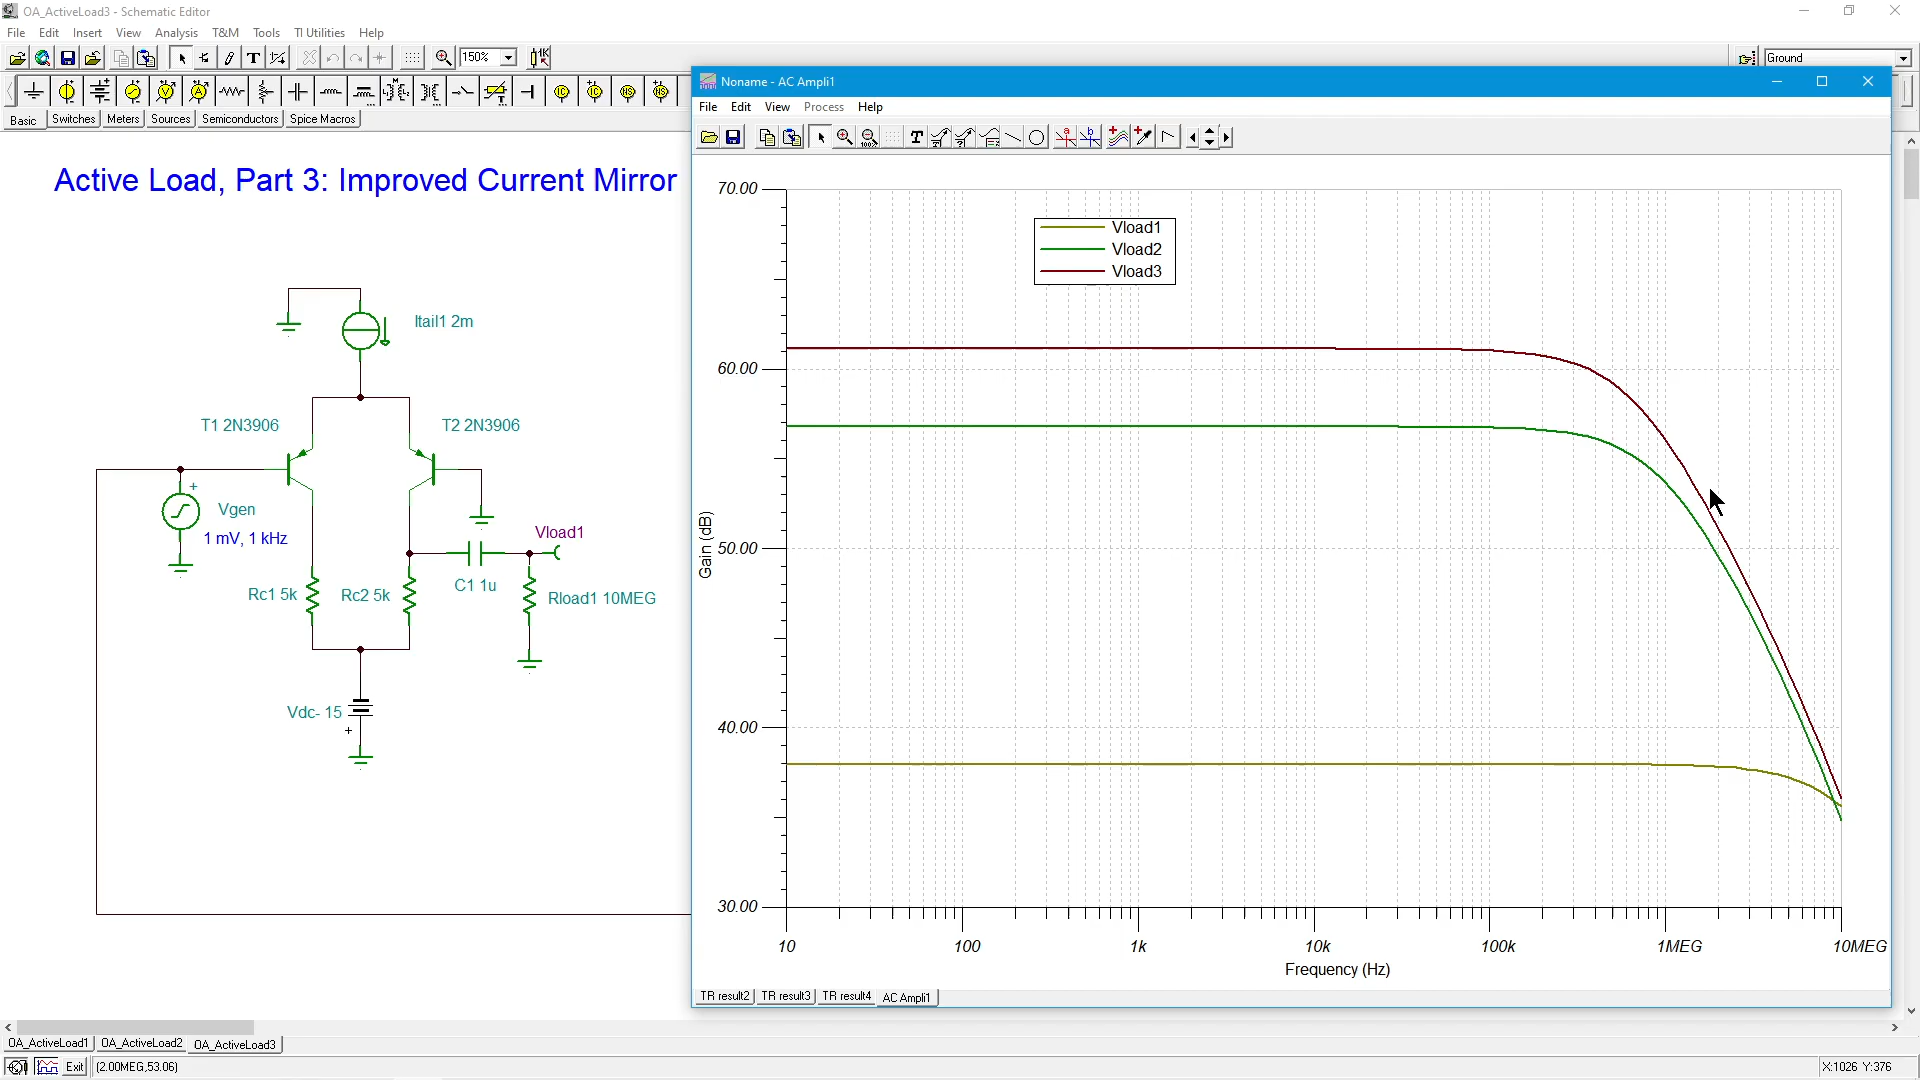 OA_ActiveLoad3 - Schematic Editor
File Edit Insert View Analysis T&M Tools TI Utilities Help
150%
1K
Ground
Basic Switches Meters Sources Semiconductors Spice Macros
Active Load, Part 3: Improved Current Mirror
Itail1 2m
T1 2N3906
T2 2N3906
+
Vgen
1 mV, 1 kHz
Vload1
Rc1 5k
Rc2 5k
C1 1u
Rload1 10MEG
Vdc- 15
+
Noname - AC Ampli1
File Edit View Process Help
Vload1
Vload2
Vload3
70.00
60.00
50.00
40.00
30.00
Gain (dB)
10 100 1k 10k 100k 1MEG 10MEG
Frequency (Hz)
TR result2 TR result3 TR result4 AC Ampli1
OA_ActiveLoad1 OA_ActiveLoad2 OA_ActiveLoad3
Exit (2.00MEG,53.06)
X:1026 Y:376